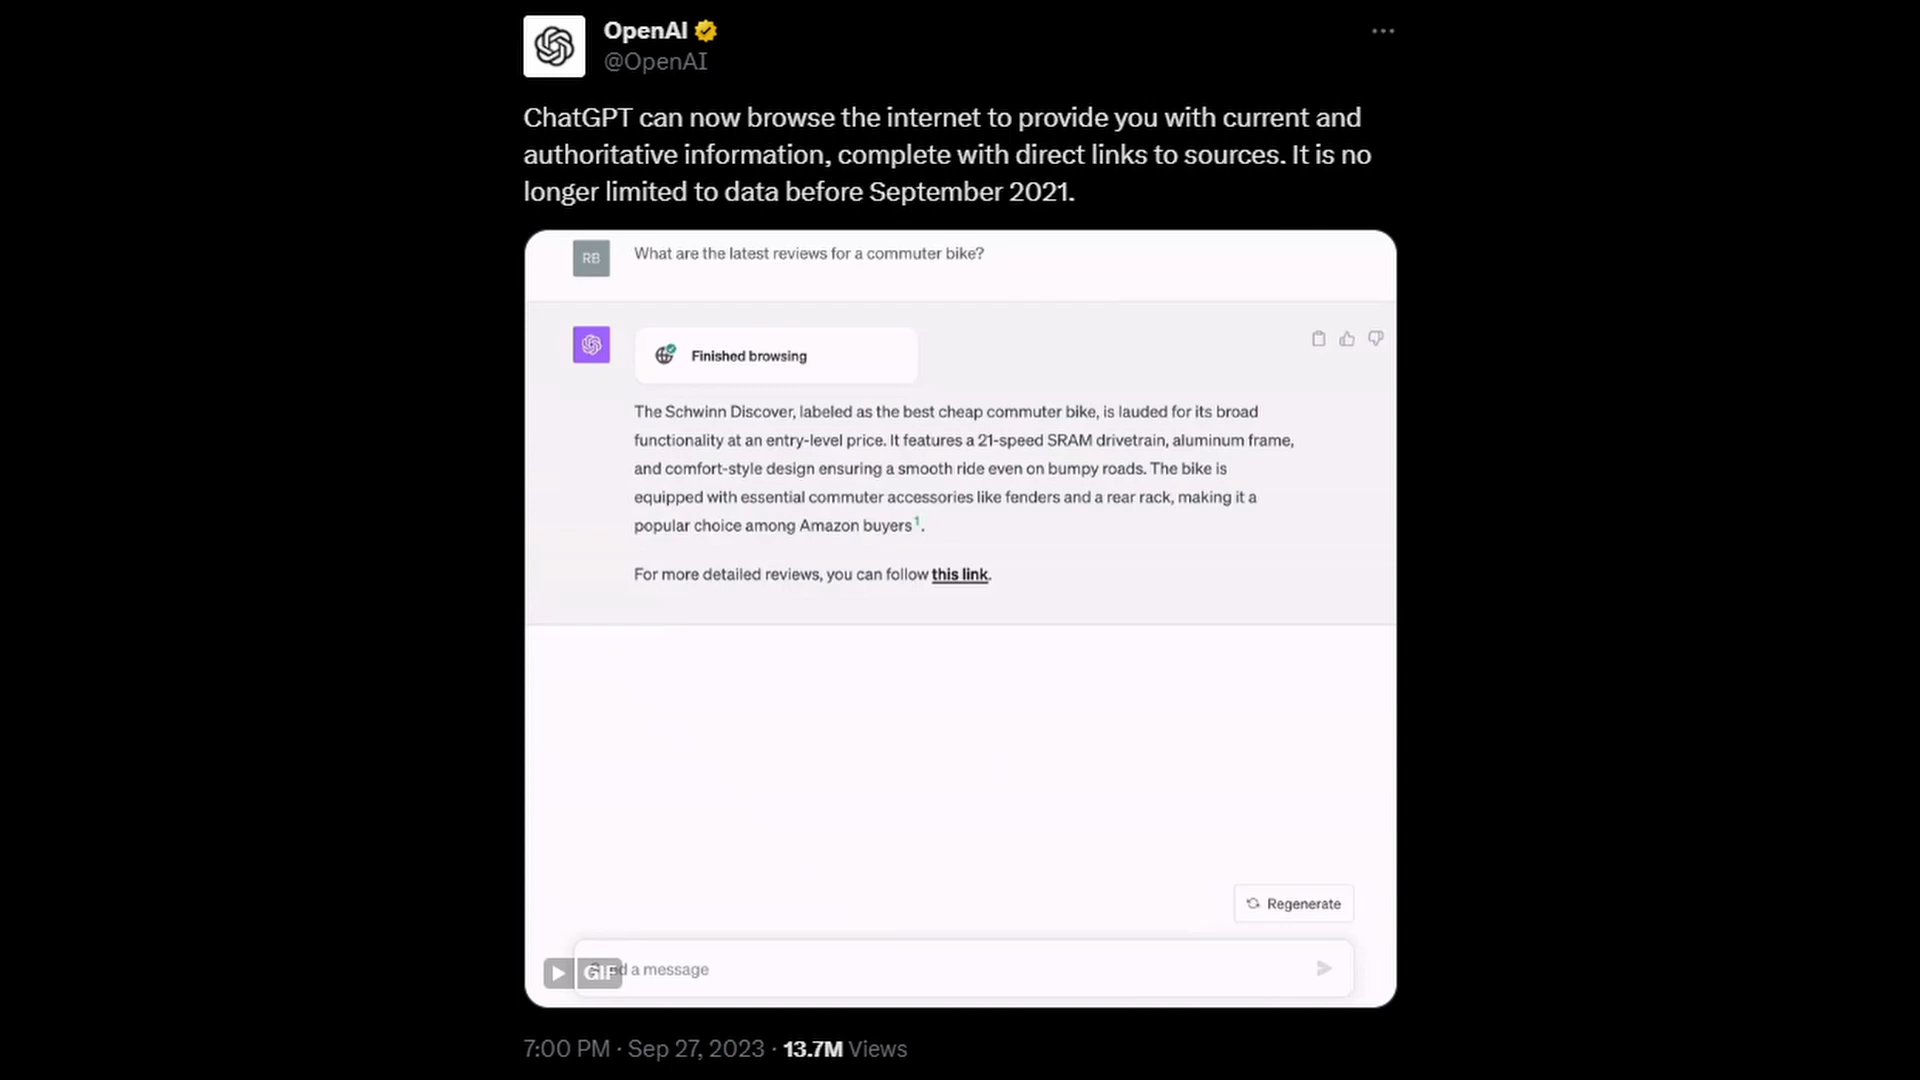 OpenAI
@OpenAI
ChatGPT can now browse the internet to provide you with current and
authoritative information, complete with direct links to sources. It is no
longer limited to data before September 2021.
RB
What are the latest reviews for a commuter bike?
Finished browsing
The Schwinn Discover, labeled as the best cheap commuter bike, is lauded for its broad
functionality at an entry-level price. It features a 21-speed SRAM drivetrain, aluminum frame,
and comfort-style design ensuring a smooth ride even on bumpy roads. The bike is
equipped with essential commuter accessories like fenders and a rear rack, making it a
popular choice among Amazon buyers1.
For more detailed reviews, you can follow this link.
Regenerate
GIF
a message
7:00 PM · Sep 27, 2023 · 13.7M Views